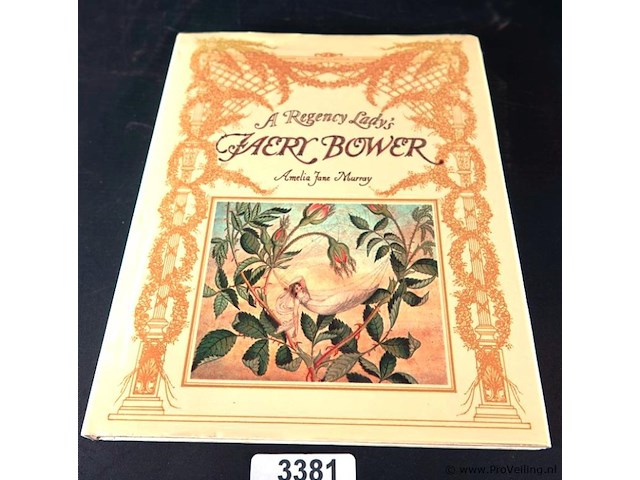 A Regency Lady's
FAERY BOWER
Amelia Jane Murray
3381
© www.ProVeiling.nl